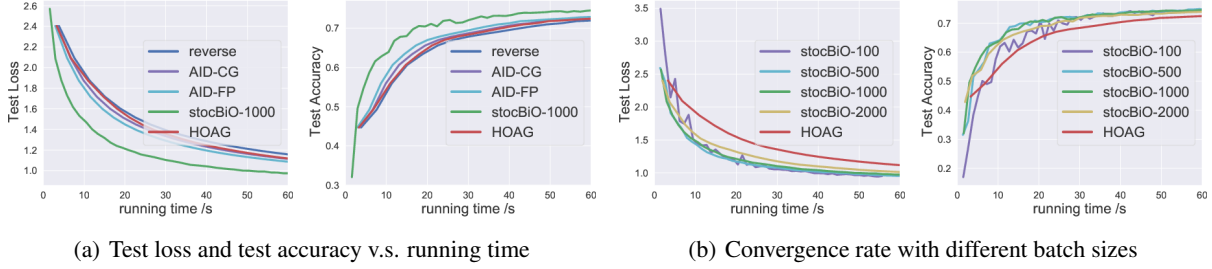 2.6
2.4
2.2
2.0
1.8
1.6
1.4
1.2
1.0
Test Loss
0
10
20
30
40
50
60
running time /s
reverse
AID-CG
AID-FP
stocBiO-1000
HOAG
0.7
0.6
0.5
0.4
0.3
Test Accuracy
0
10
20
30
40
50
60
running time /s
reverse
AID-CG
AID-FP
stocBiO-1000
HOAG
(a) Test loss and test accuracy v.s. running time
3.5
3.0
2.5
2.0
1.5
1.0
Test Loss
0
10
20
30
40
50
60
running time /s
stocBiO-100
stocBiO-500
stocBiO-1000
stocBiO-2000
HOAG
0.7
0.6
0.5
0.4
0.3
0.2
Test Accuracy
0
10
20
30
40
50
60
running time /s
stocBiO-100
stocBiO-500
stocBiO-1000
stocBiO-2000
HOAG
(b) Convergence rate with different batch sizes